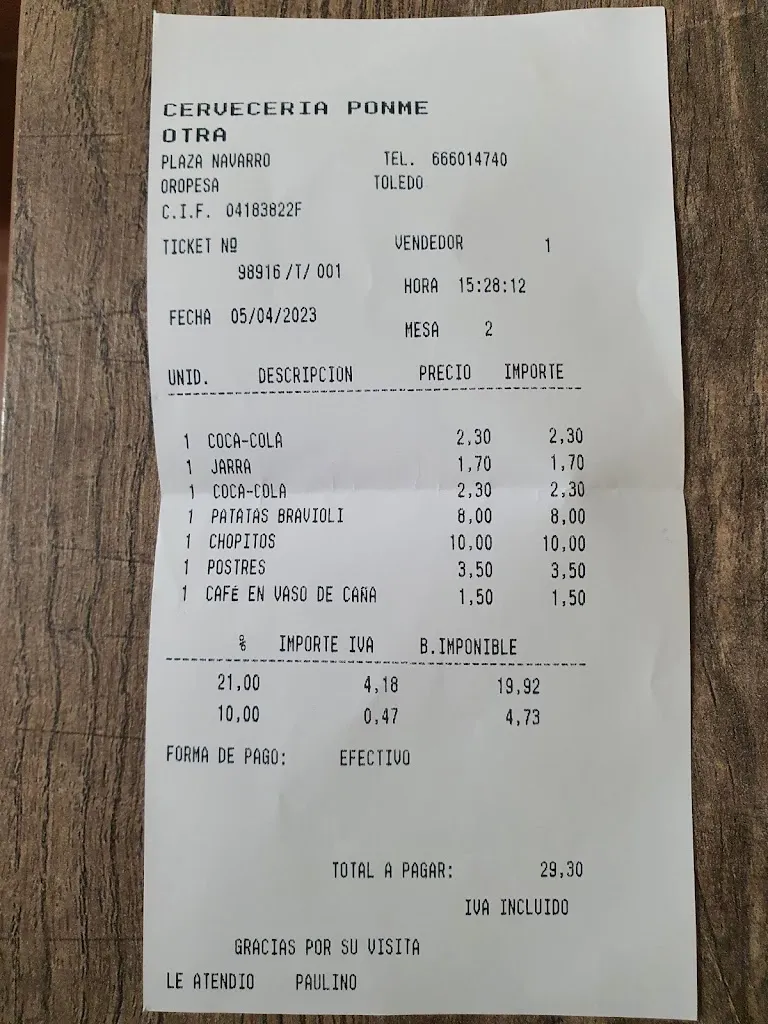 CERVECERIA PONME
OTRA
PLAZA NAVARRO TEL. 666014740
OROPESA TOLEDO
C.I.F. 04183822F
TICKET Nº VENDEDOR 1
98916 /T/ 001
HORA 15:28:12
FECHA 05/04/2023
MESA 2
UNID. DESCRIPCION PRECIO IMPORTE
1 COCA-COLA 2,30 2,30
1 JARRA 1,70 1,70
1 COCA-COLA 2,30 2,30
1 PATATAS BRAVIOLI 8,00 8,00
1 CHOPITOS 10,00 10,00
1 POSTRES 3,50 3,50
1 CAFÉ EN VASO DE CAÑA 1,50 1,50
% IMPORTE IVA B.IMPONIBLE
21,00 4,18 19,92
10,00 0,47 4,73
FORMA DE PAGO: EFECTIVO
TOTAL A PAGAR: 29,30
IVA INCLUIDO
GRACIAS POR SU VISITA
LE ATENDIO PAULINO